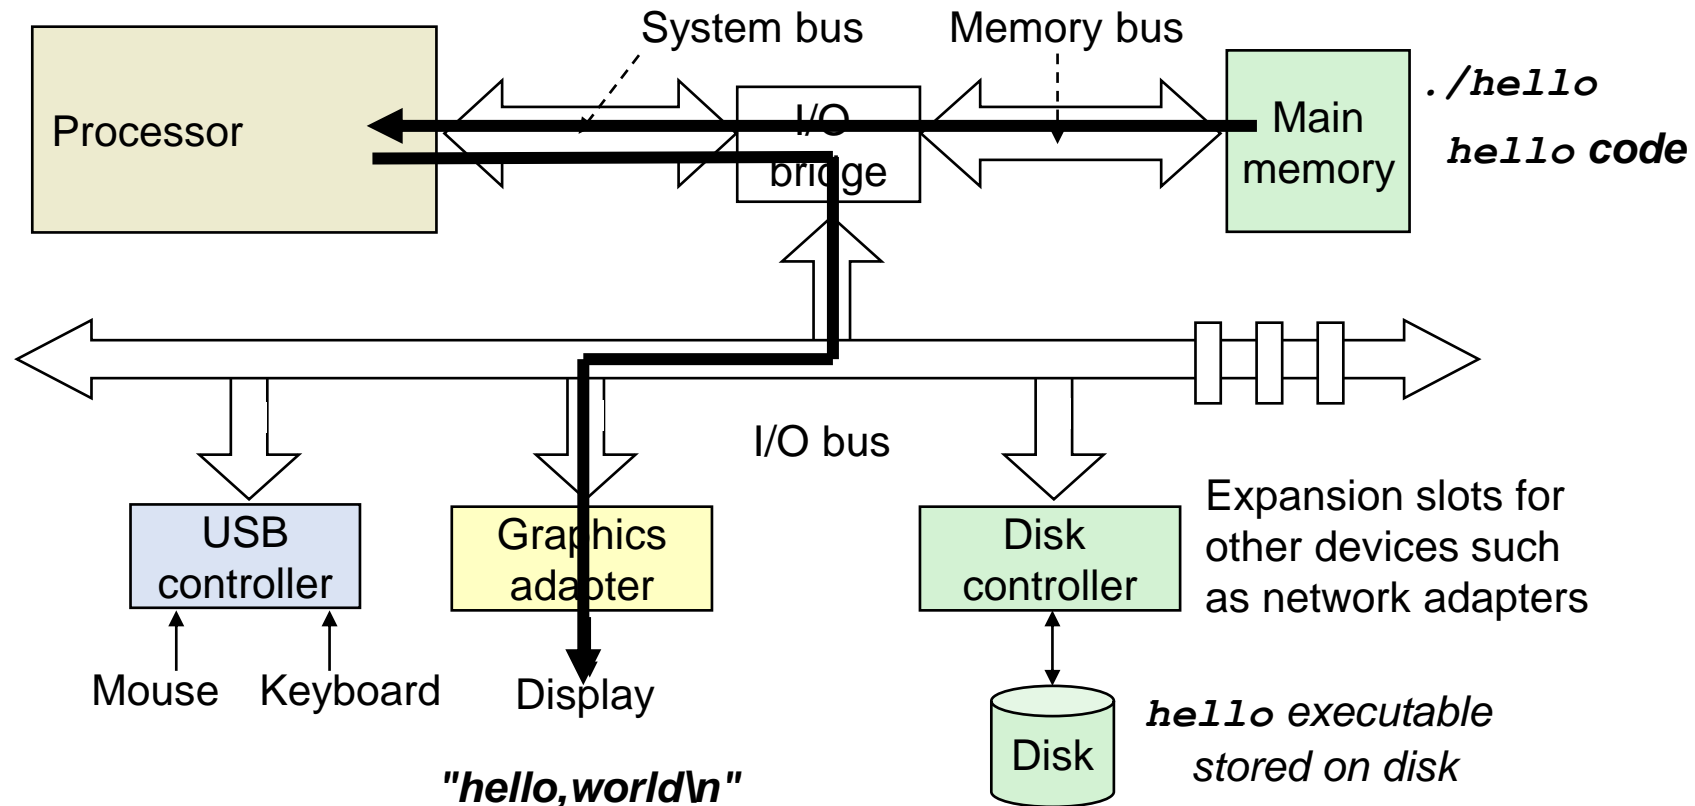 System bus
Memory bus
Processor
I/O
bridge
Main
memory
./hello
hello code
I/O bus
USB
controller
Graphics
adapter
Disk
controller
Expansion slots for
other devices such
as network adapters
Mouse
Keyboard
Display
Disk
hello executable
stored on disk
"hello,world\n"